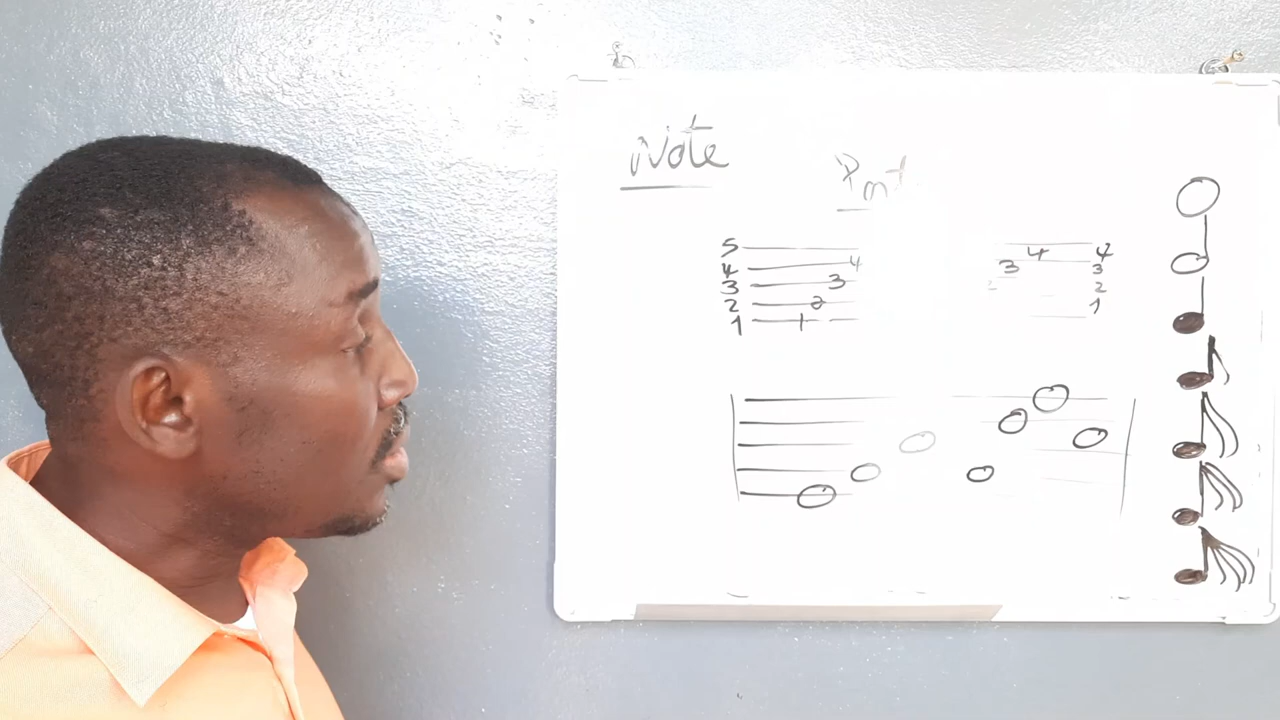 Note
5
4 4 4 4
3 3 3 3
2 2 2
1 1 1